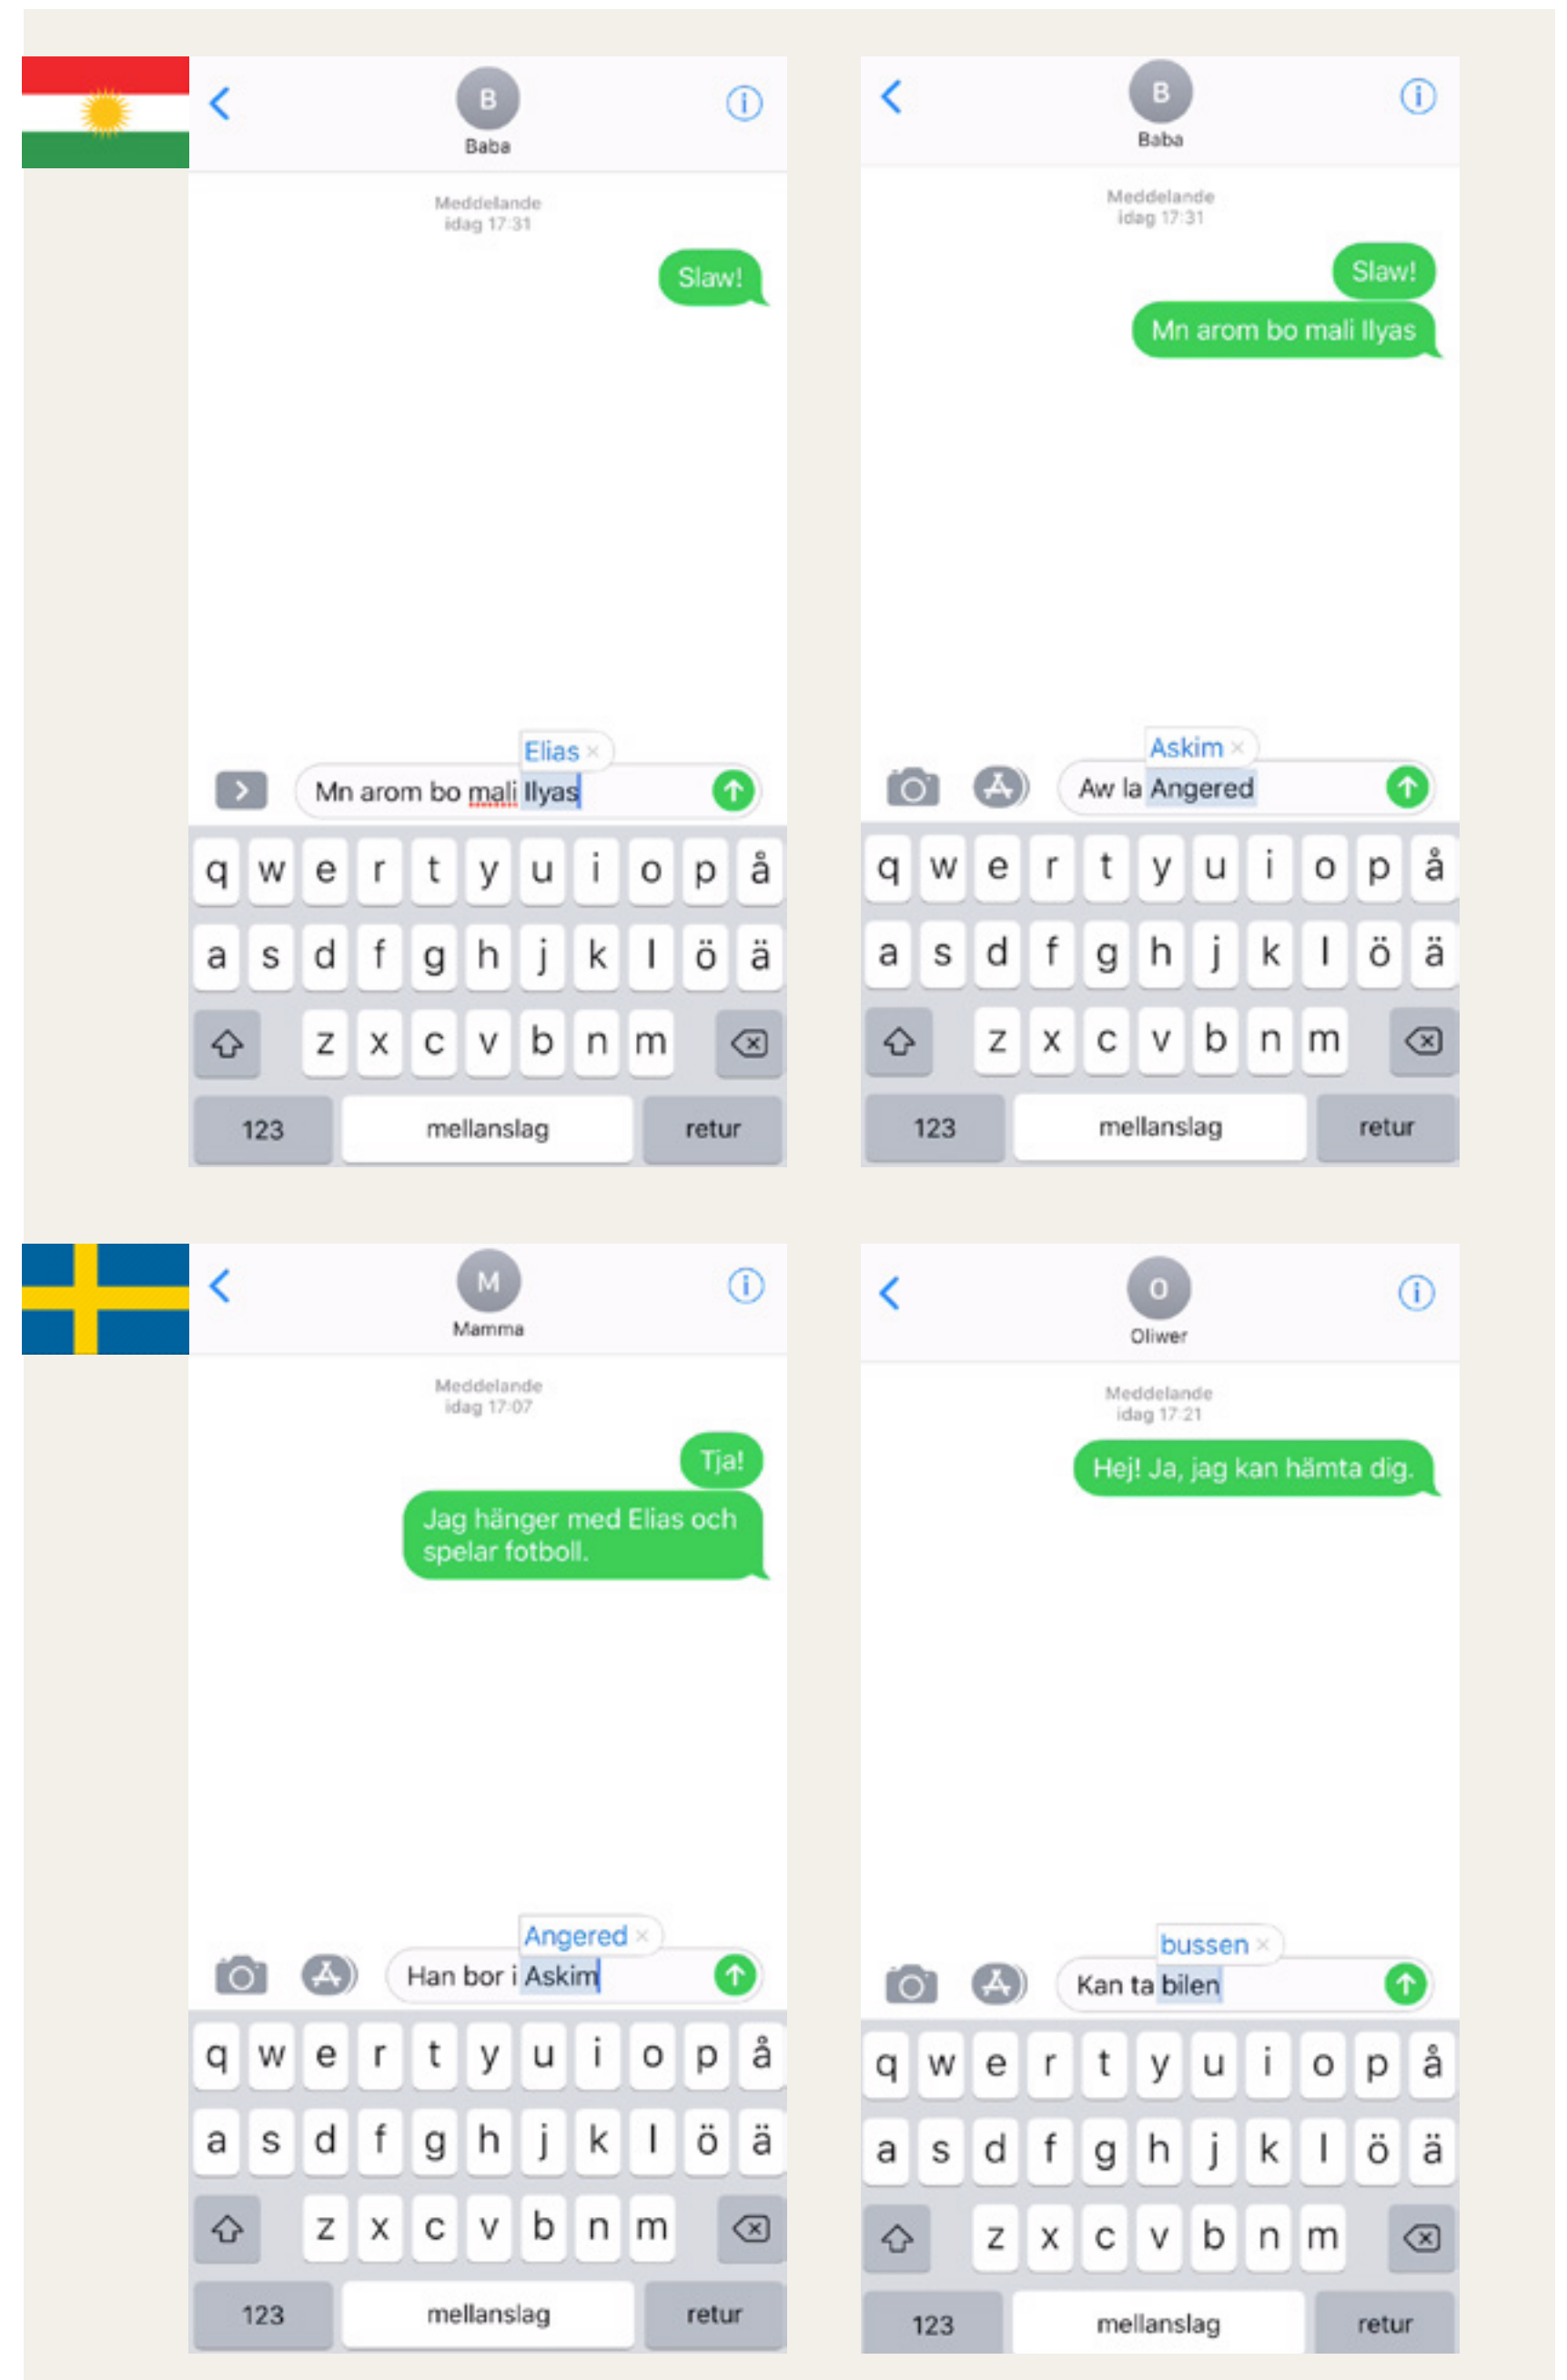 B
Baba
Meddelande
idag 17:31
Slaw!
Elias ×
Mn arom bo mali Ilyas
q w e r t y u i o p å
a s d f g h j k l ö ä
z x c v b n m
123 mellanslag retur
B
Baba
Meddelande
idag 17:31
Slaw!
Mn arom bo mali Ilyas
Askim ×
Aw la Angered
q w e r t y u i o p å
a s d f g h j k l ö ä
z x c v b n m
123 mellanslag retur
M
Mamma
Meddelande
idag 17:07
Tja!
Jag hänger med Elias och
spelar fotboll.
Angered ×
Han bor i Askim
q w e r t y u i o p å
a s d f g h j k l ö ä
z x c v b n m
123 mellanslag retur
O
Oliwer
Meddelande
idag 17:21
Hej! Ja, jag kan hämta dig.
bussen ×
Kan ta bilen
q w e r t y u i o p å
a s d f g h j k l ö ä
z x c v b n m
123 mellanslag retur